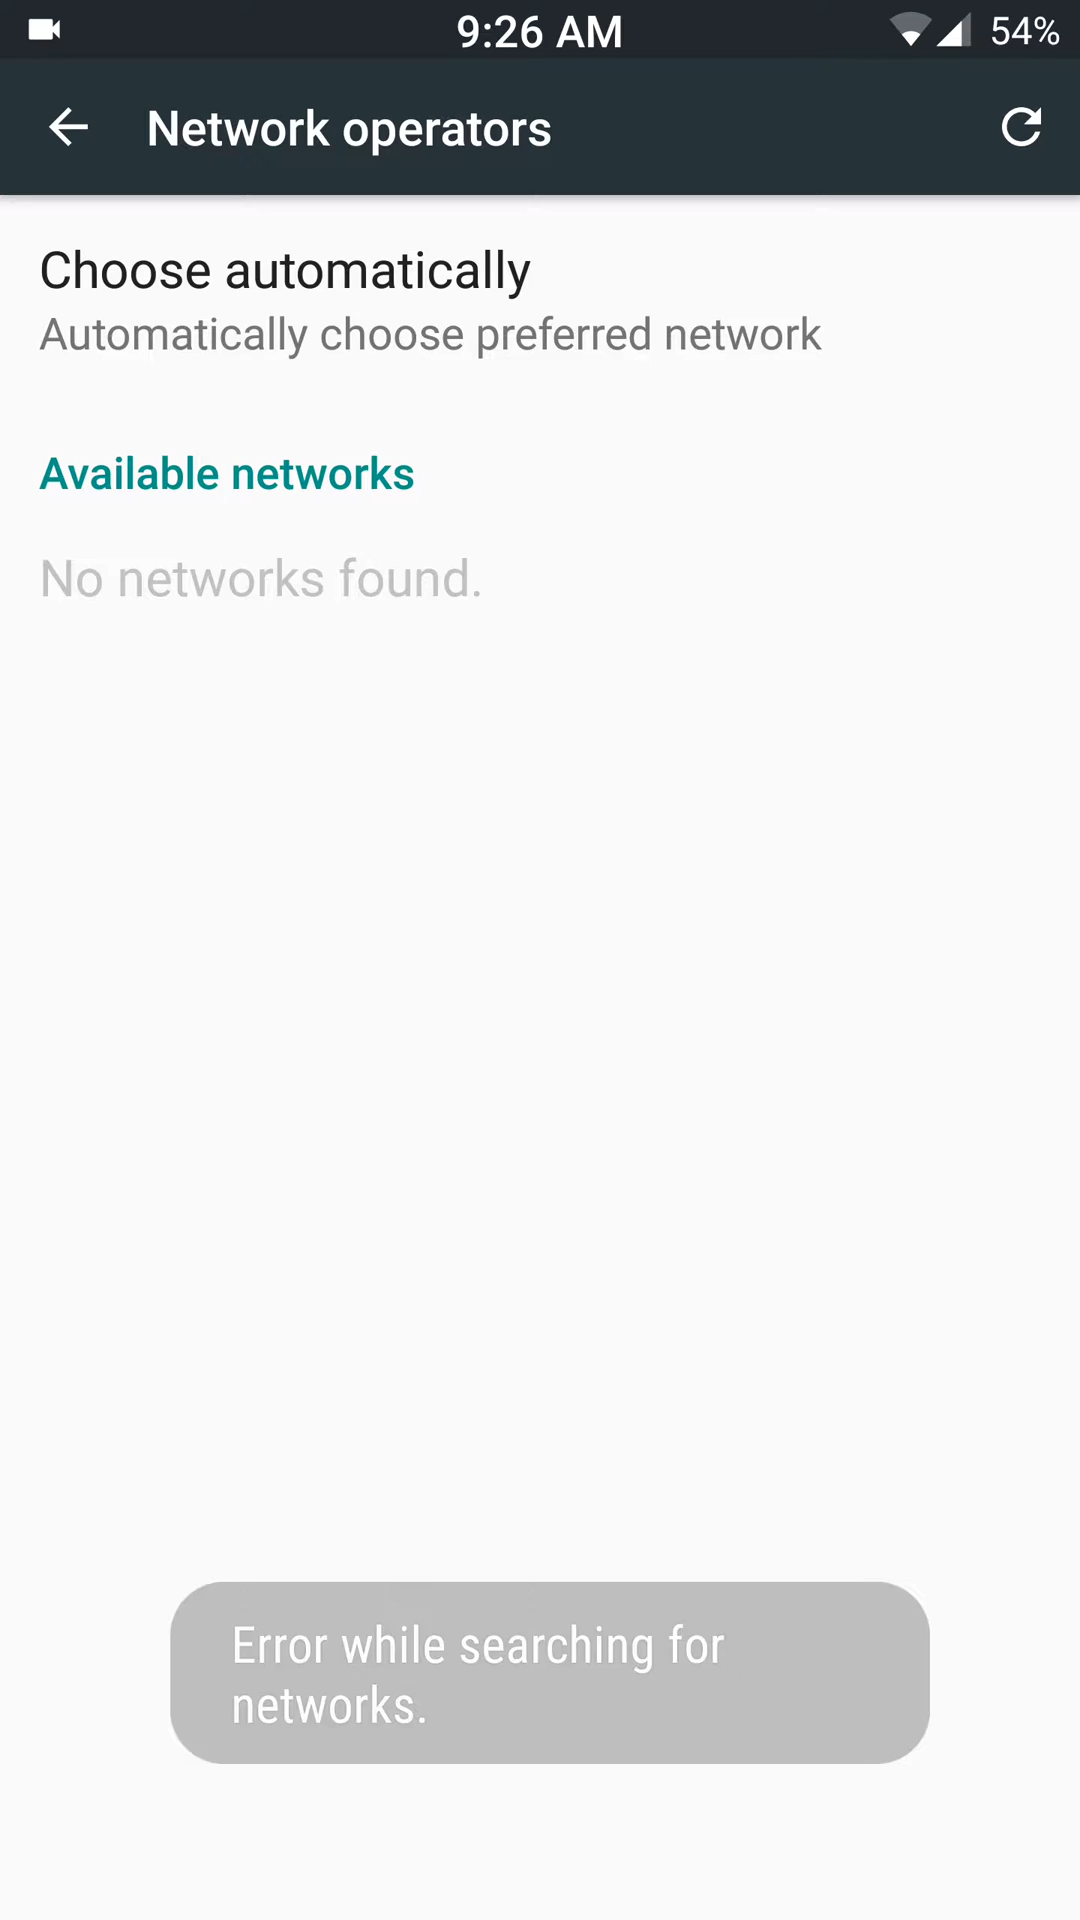 9:26 AM
54%
Network operators
Choose automatically
Automatically choose preferred network
Available networks
No networks found.
Error while searching for
networks.